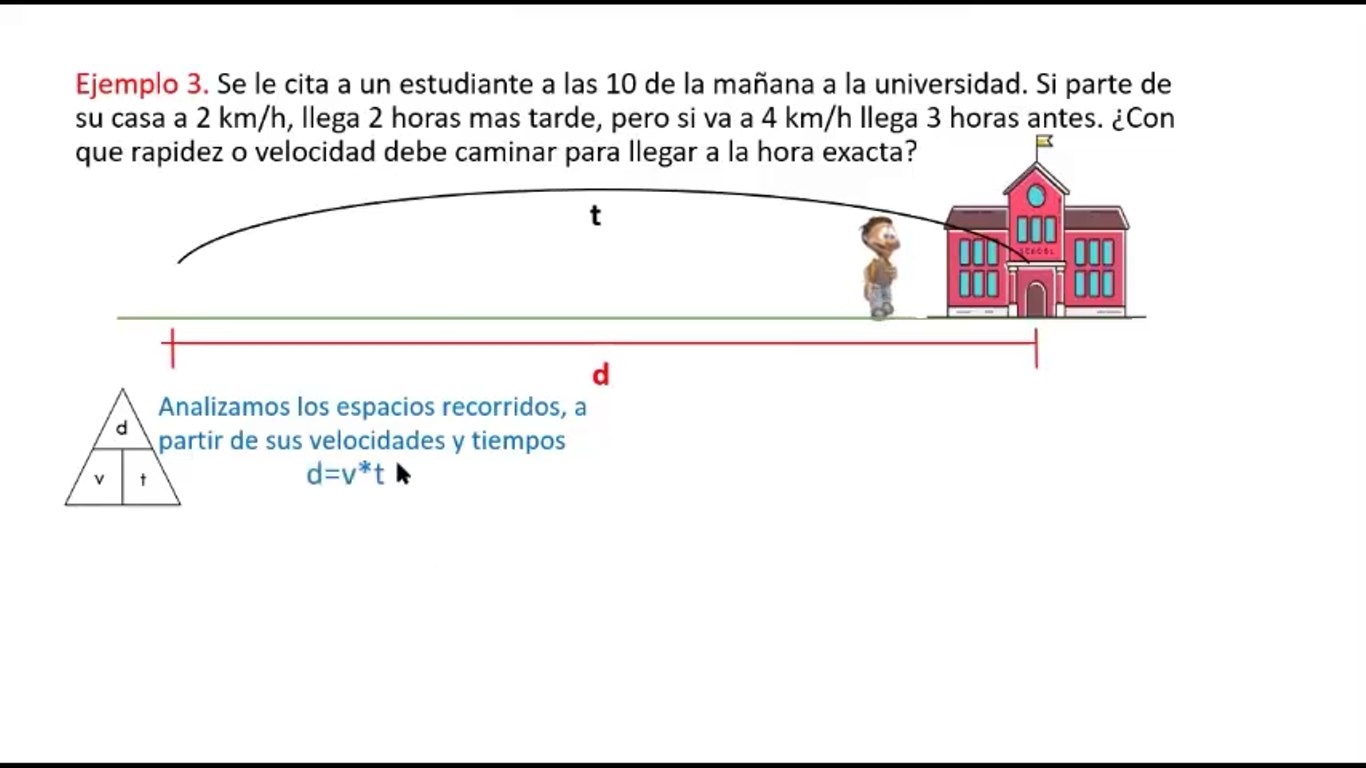 Ejemplo 3. Se le cita a un estudiante a las 10 de la mañana a la universidad. Si parte de
su casa a 2 km/h, llega 2 horas mas tarde, pero si va a 4 km/h llega 3 horas antes. ¿Con
que rapidez o velocidad debe caminar para llegar a la hora exacta?
t
SCHOOL
d
Analizamos los espacios recorridos, a
partir de sus velocidades y tiempos
d=v*t
d
v t